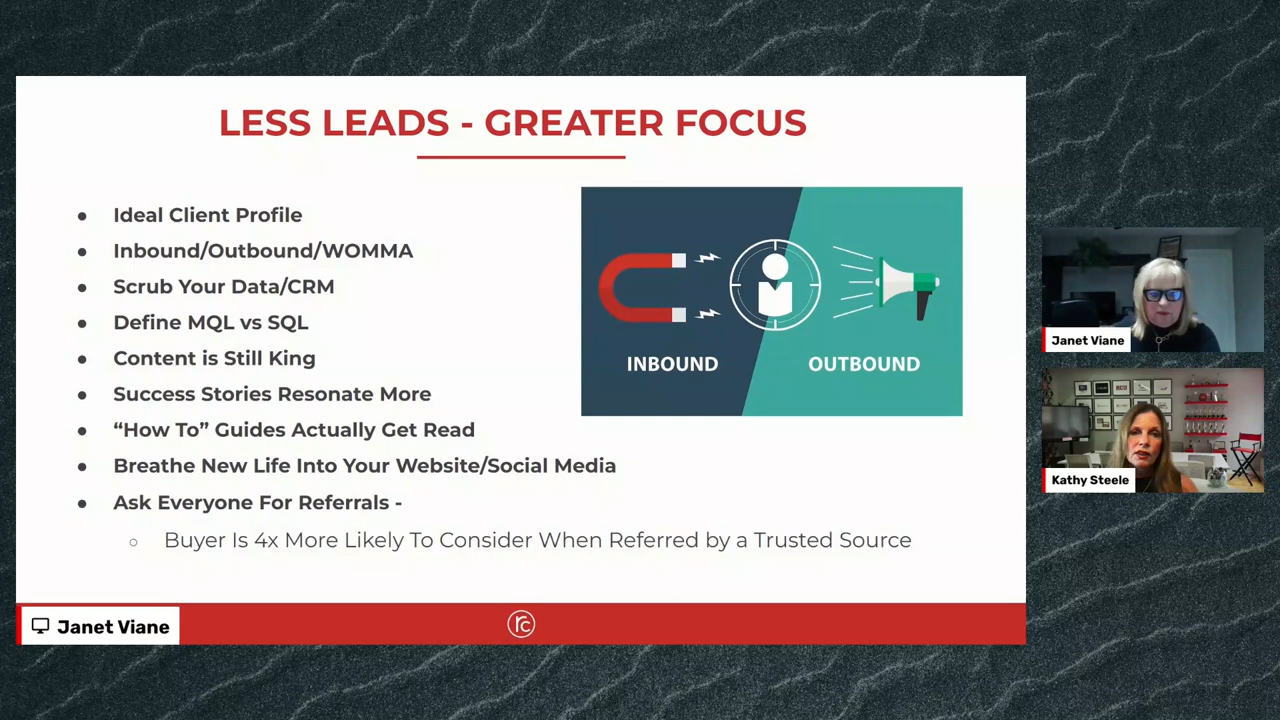 LESS LEADS - GREATER FOCUS
Ideal Client Profile
Inbound/Outbound/WOMMA
Scrub Your Data/CRM
Define MQL vs SQL
Content is Still King
Success Stories Resonate More
“How To” Guides Actually Get Read
Breathe New Life Into Your Website/Social Media
Ask Everyone For Referrals -
Buyer Is 4x More Likely To Consider When Referred by a Trusted Source
INBOUND
OUTBOUND
Janet Viane
rc
Janet Viane
Kathy Steele